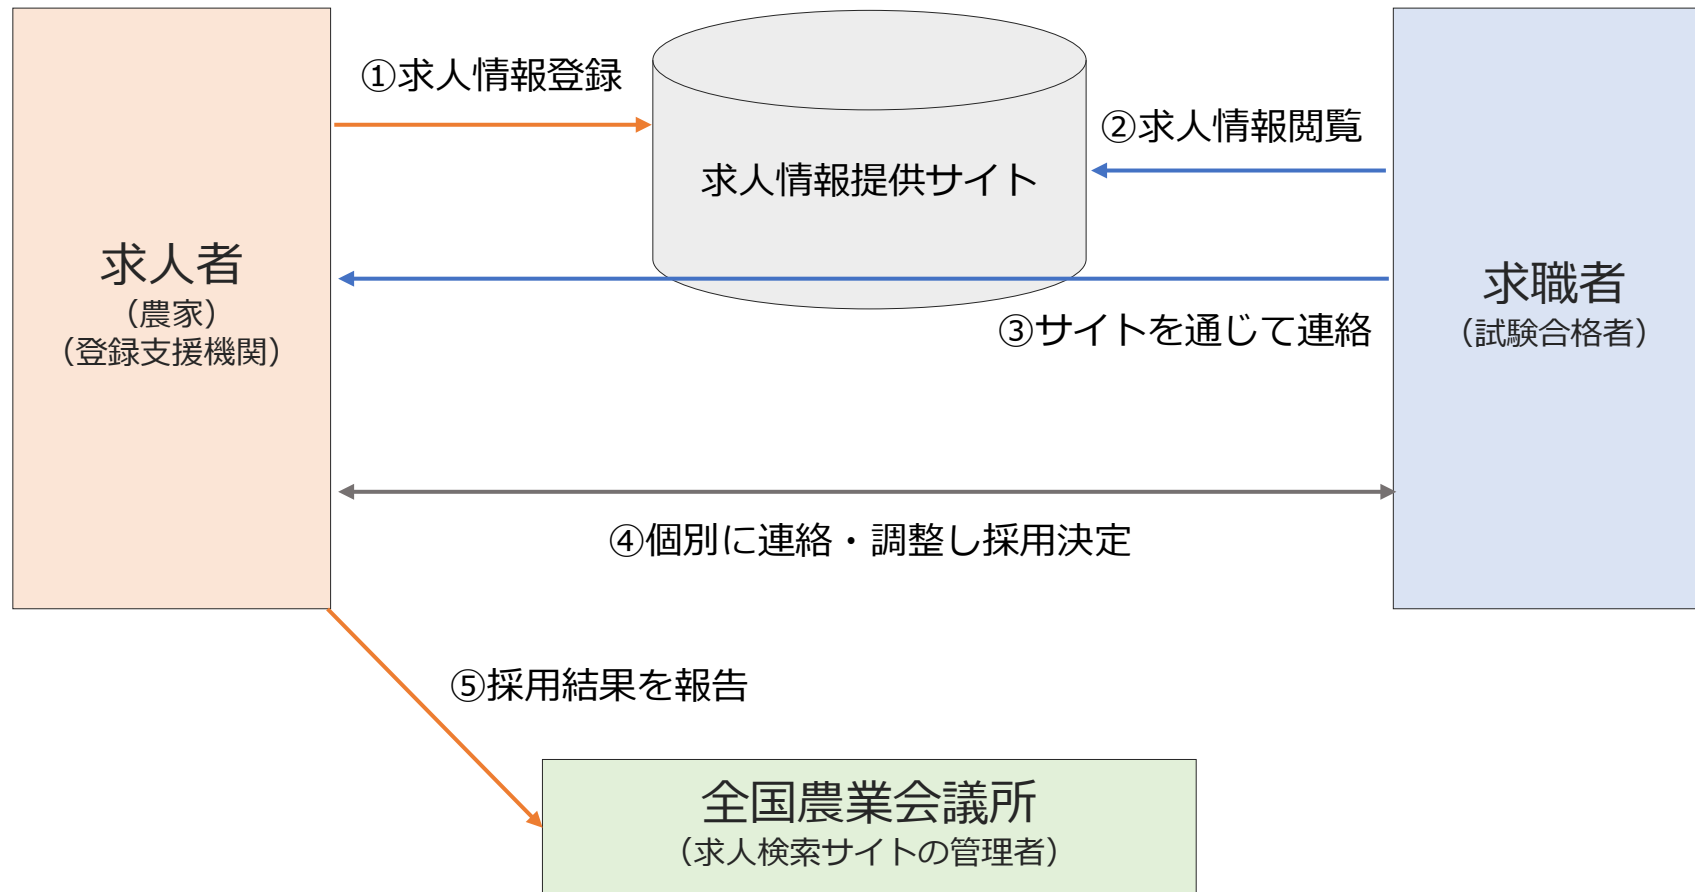 ①求人情報登録
②求人情報閲覧
求人情報提供サイト
求人者
（農家）
（登録支援機関）
求職者
（試験合格者）
③サイトを通じて連絡
④個別に連絡・調整し採用決定
⑤採用結果を報告
全国農業会議所
（求人検索サイトの管理者）